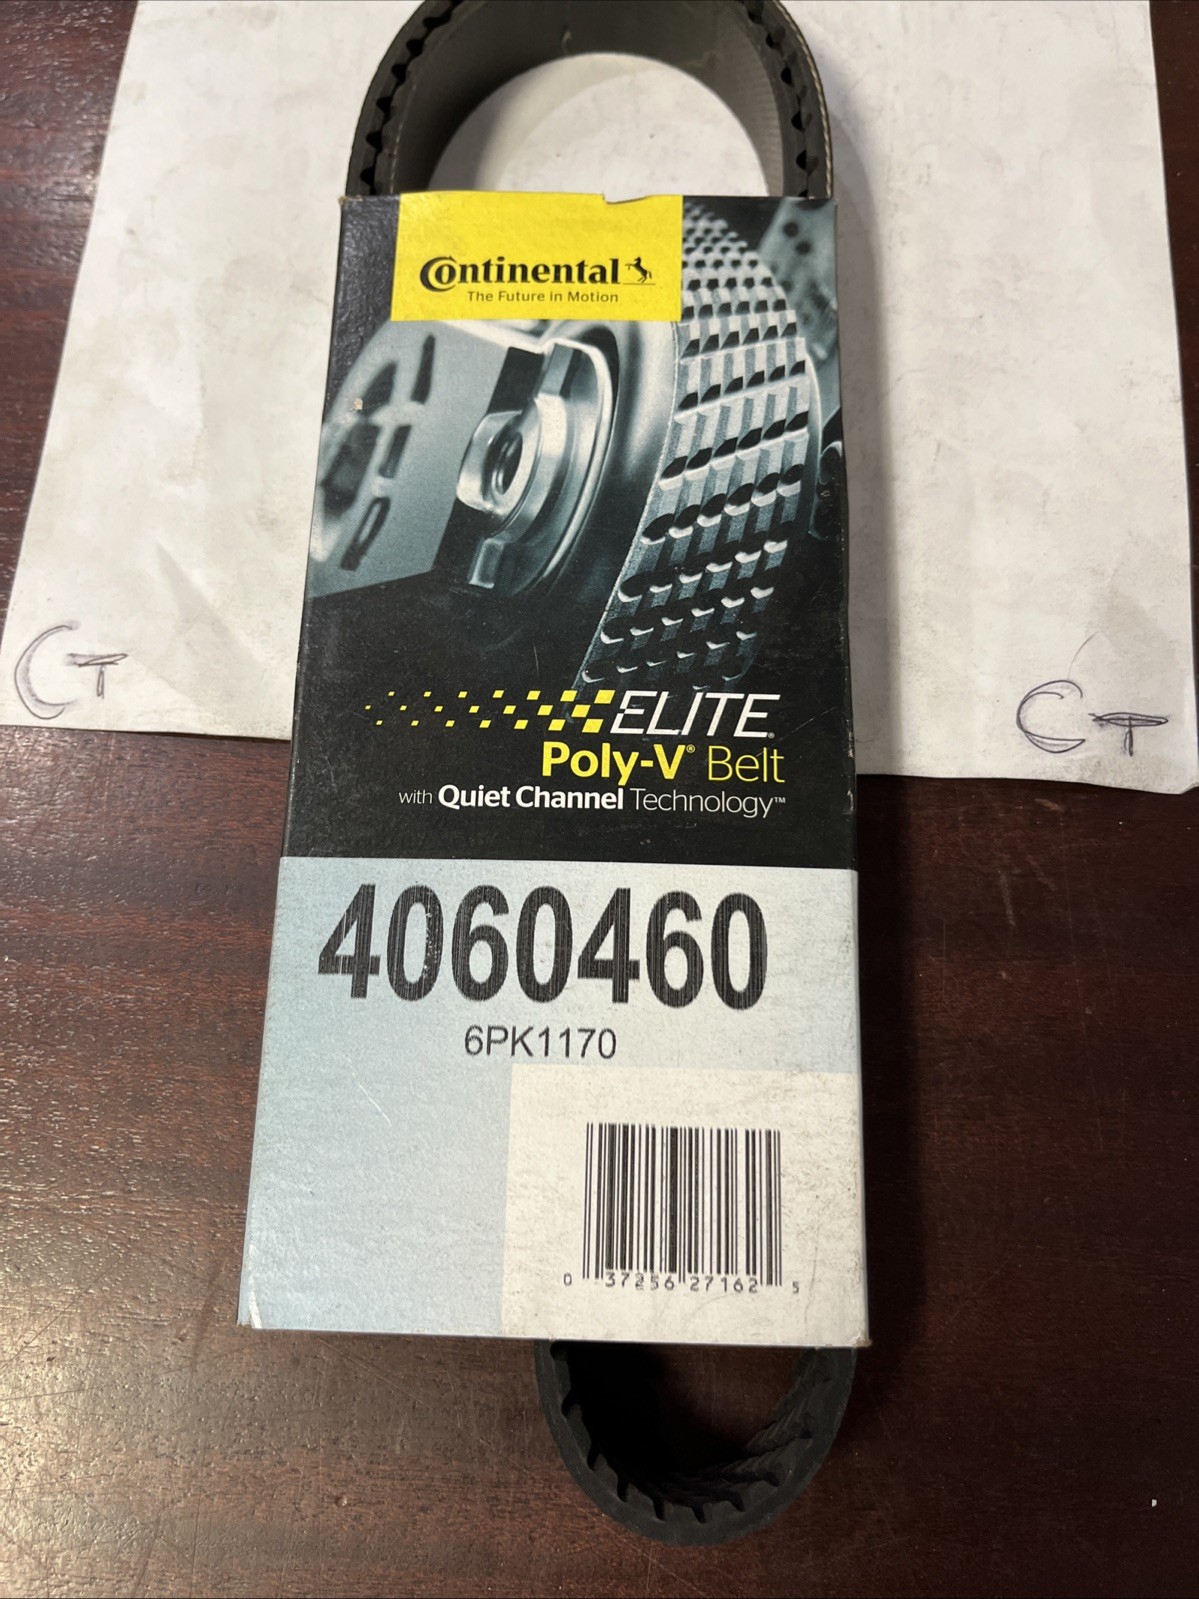 Continental
The Future in Motion
CT
CT
ELITE®
Poly-V® Belt
with Quiet Channel Technology™
4060460
6PK1170
0 37256 27162 5